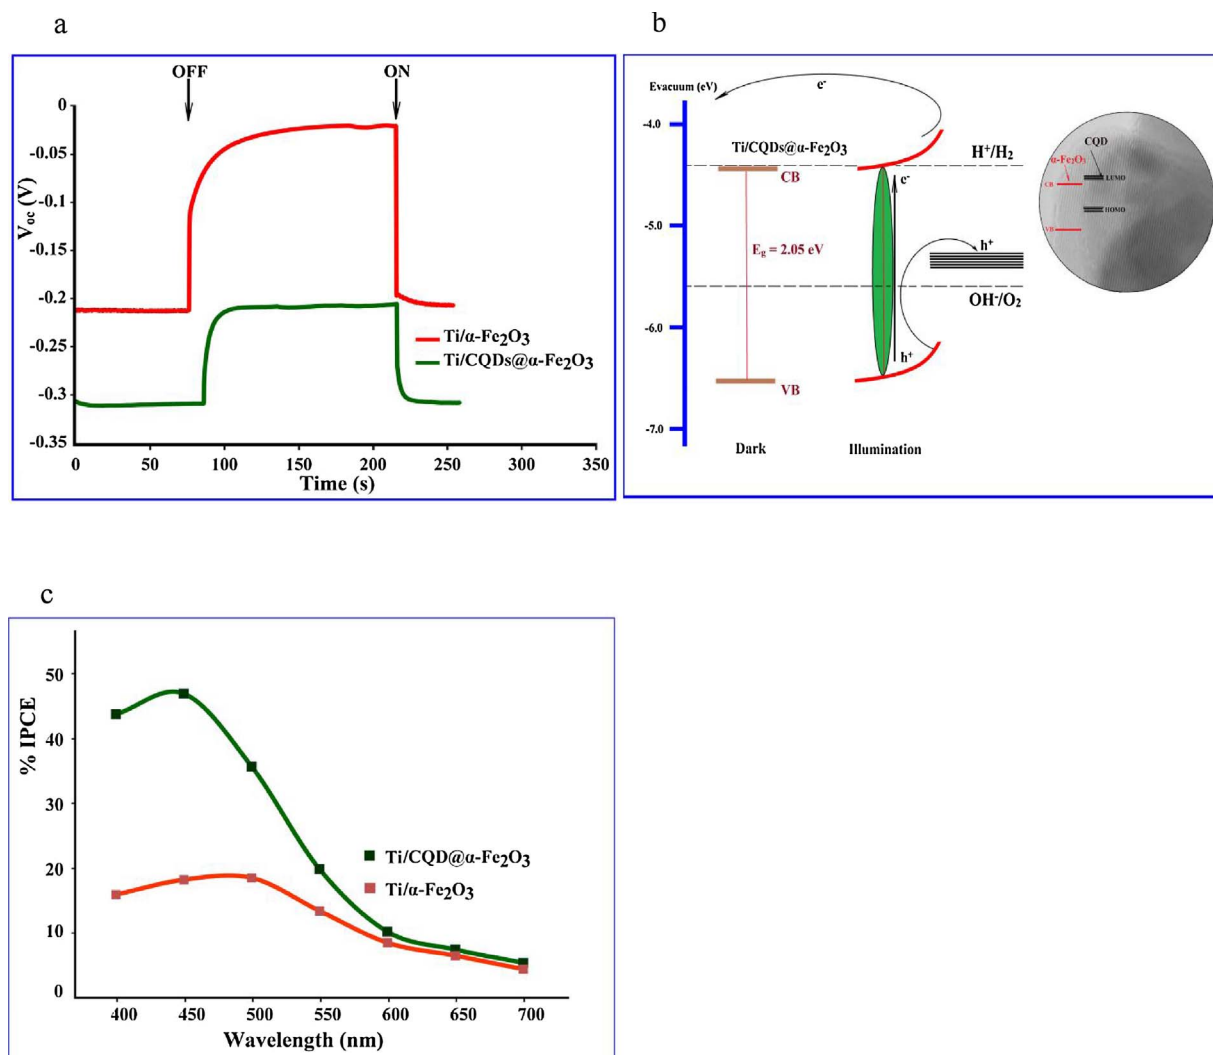 a
OFF
ON
V_oc (V)
0
-0.05
-0.1
-0.15
-0.2
-0.25
-0.3
-0.35
Ti/α-Fe2O3
Ti/CQDs@α-Fe2O3
0
50
100
150
200
250
300
350
Time (s)
b
Evacuum (eV)
-4.0
-5.0
-6.0
-7.0
e-
Ti/CQDs@α-Fe2O3
H+/H2
CB
e-
Eg = 2.05 eV
h+
OH-/O2
h+
VB
Dark
Illumination
CQD
α-Fe2O3
LUMO
CB
HOMO
VB
c
% IPCE
50
40
30
20
10
0
Ti/CQD@α-Fe2O3
Ti/α-Fe2O3
400
450
500
550
600
650
700
Wavelength (nm)